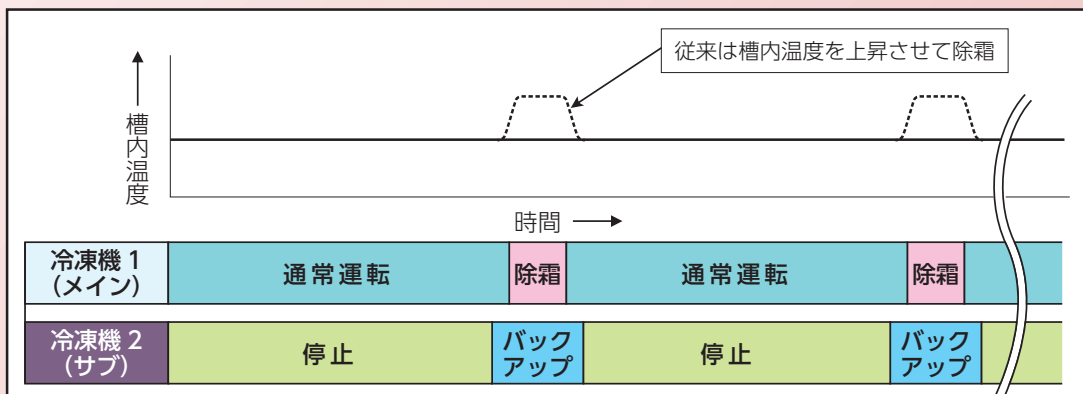 従来は槽内温度を上昇させて除霜
槽内温度
時間
冷凍機 1
(メイン)
通常運転
除霜
通常運転
除霜
冷凍機 2
(サブ)
停止
バック
アップ
停止
バック
アップ